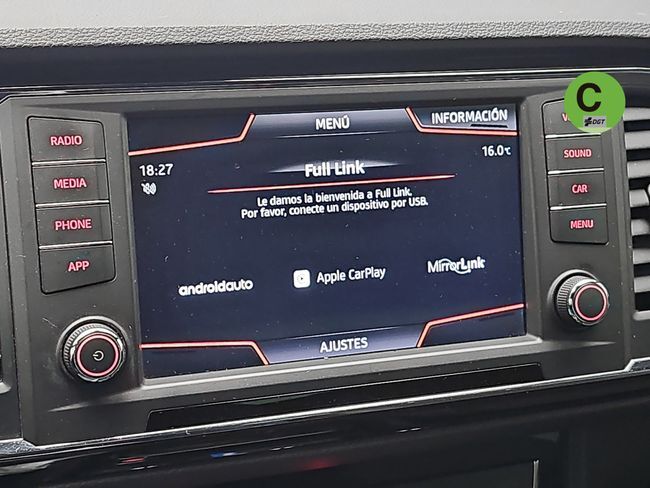 RADIO
MEDIA
PHONE
APP
MENÚ
INFORMACIÓN
18:27
16.0°C
Full Link
Le damos la bienvenida a Full Link.
Por favor, conecte un dispositivo por USB.
androidauto
Apple CarPlay
MirrorLink
AJUSTES
C
DGT
SOUND
CAR
MENU